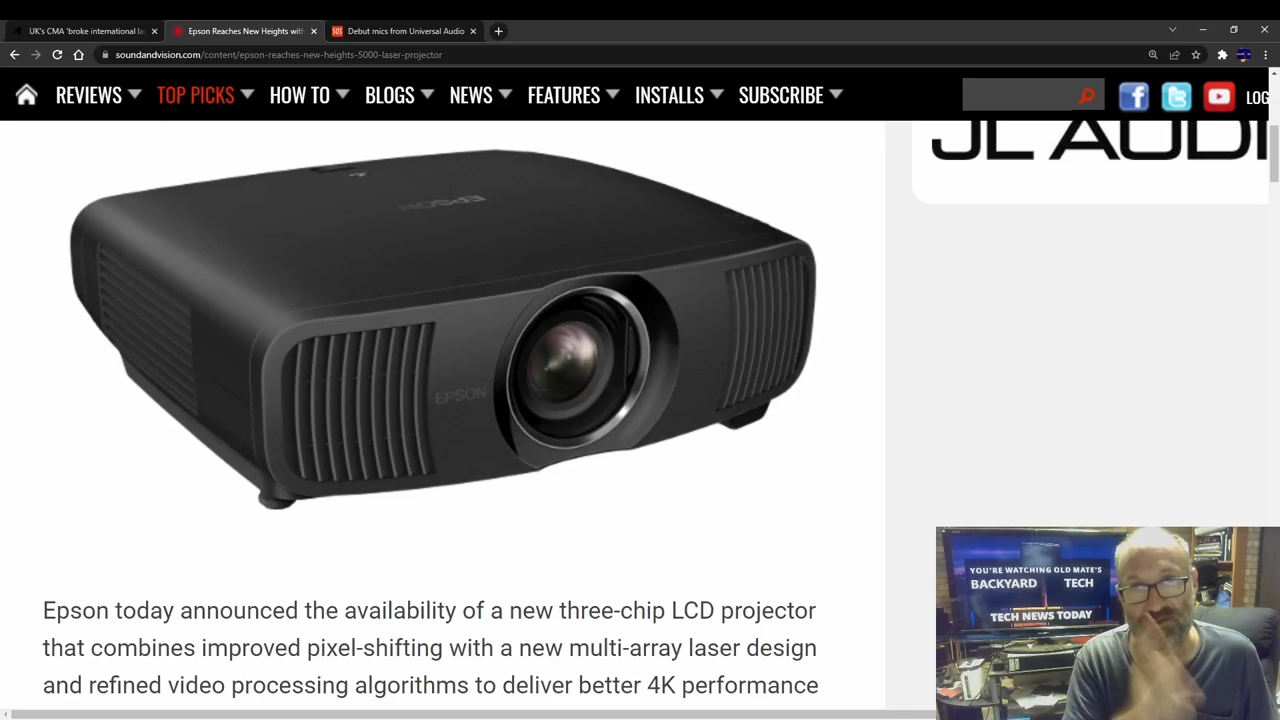 UK's CMA 'broke international la
Epson Reaches New Heights with
SOS
Debut mics from Universal Audio
soundandvision.com/content/epson-reaches-new-heights-5000-laser-projector
REVIEWS TOP PICKS HOW TO BLOGS NEWS FEATURES INSTALLS SUBSCRIBE LOG
JL AUDI
EPSON
EPSON
Epson today announced the availability of a new three-chip LCD projector
that combines improved pixel-shifting with a new multi-array laser design
and refined video processing algorithms to deliver better 4K performance
YOU'RE WATCHING OLD MATE'S
BACKYARD TECH
TECH NEWS TODAY